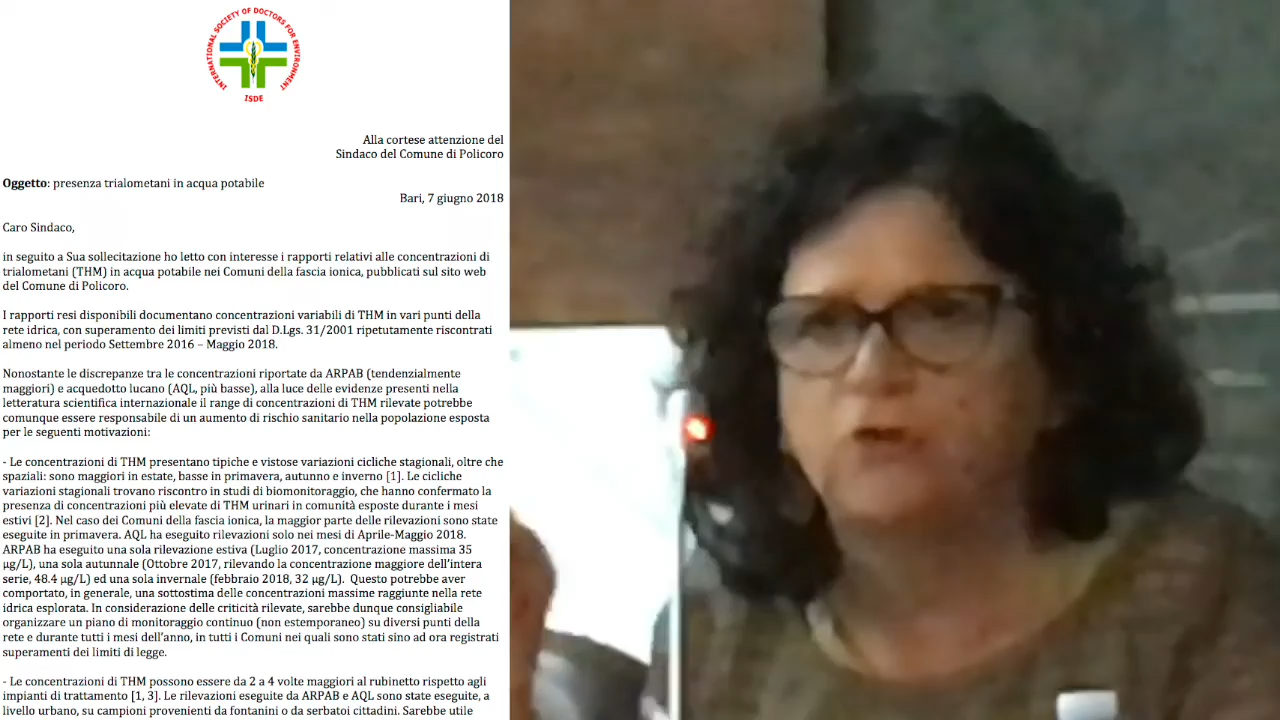 INTERNATIONAL SOCIETY OF DOCTORS FOR ENVIRONMENT
ISDE
Alla cortese attenzione del
Sindaco del Comune di Policoro
Oggetto: presenza trialometani in acqua potabile
Bari, 7 giugno 2018
Caro Sindaco,
in seguito a Sua sollecitazione ho letto con interesse i rapporti relativi alle concentrazioni di
trialometani (THM) in acqua potabile nei Comuni della fascia ionica, pubblicati sul sito web
del Comune di Policoro.
I rapporti resi disponibili documentano concentrazioni variabili di THM in vari punti della
rete idrica, con superamento dei limiti previsti dal D.Lgs. 31/2001 ripetutamente riscontrati
almeno nel periodo Settembre 2016 – Maggio 2018.
Nonostante le discrepanze tra le concentrazioni riportate da ARPAB (tendenzialmente
maggiori) e acquedotto lucano (AQL, più basse), alla luce delle evidenze presenti nella
letteratura scientifica internazionale il range di concentrazioni di THM rilevate potrebbe
comunque essere responsabile di un aumento di rischio sanitario nella popolazione esposta
per le seguenti motivazioni:
- Le concentrazioni di THM presentano tipiche e vistose variazioni cicliche stagionali, oltre che
spaziali: sono maggiori in estate, basse in primavera, autunno e inverno [1]. Le cicliche
variazioni stagionali trovano riscontro in studi di biomonitoraggio, che hanno confermato la
presenza di concentrazioni più elevate di THM urinari in comunità esposte durante i mesi
estivi [2]. Nel caso dei Comuni della fascia ionica, la maggior parte delle rilevazioni sono state
eseguite in primavera. AQL ha eseguito rilevazioni solo nei mesi di Aprile-Maggio 2018.
ARPAB ha eseguito una sola rilevazione estiva (Luglio 2017, concentrazione massima 35
µg/L), una sola autunnale (Ottobre 2017, rilevando la concentrazione maggiore dell'intera
serie, 48.4 µg/L) ed una sola invernale (febbraio 2018, 32 µg/L). Questo potrebbe aver
comportato, in generale, una sottostima delle concentrazioni massime raggiunte nella rete
idrica esplorata. In considerazione delle criticità rilevate, sarebbe dunque consigliabile
organizzare un piano di monitoraggio continuo (non estemporaneo) su diversi punti della
rete e durante tutti i mesi dell'anno, in tutti i Comuni nei quali sono stati sino ad ora registrati
superamenti dei limiti di legge.
- Le concentrazioni di THM possono essere da 2 a 4 volte maggiori al rubinetto rispetto agli
impianti di trattamento [1, 3]. Le rilevazioni eseguite da ARPAB e AQL sono state eseguite, a
livello urbano, su campioni provenienti da fontanini o da serbatoi cittadini. Sarebbe utile